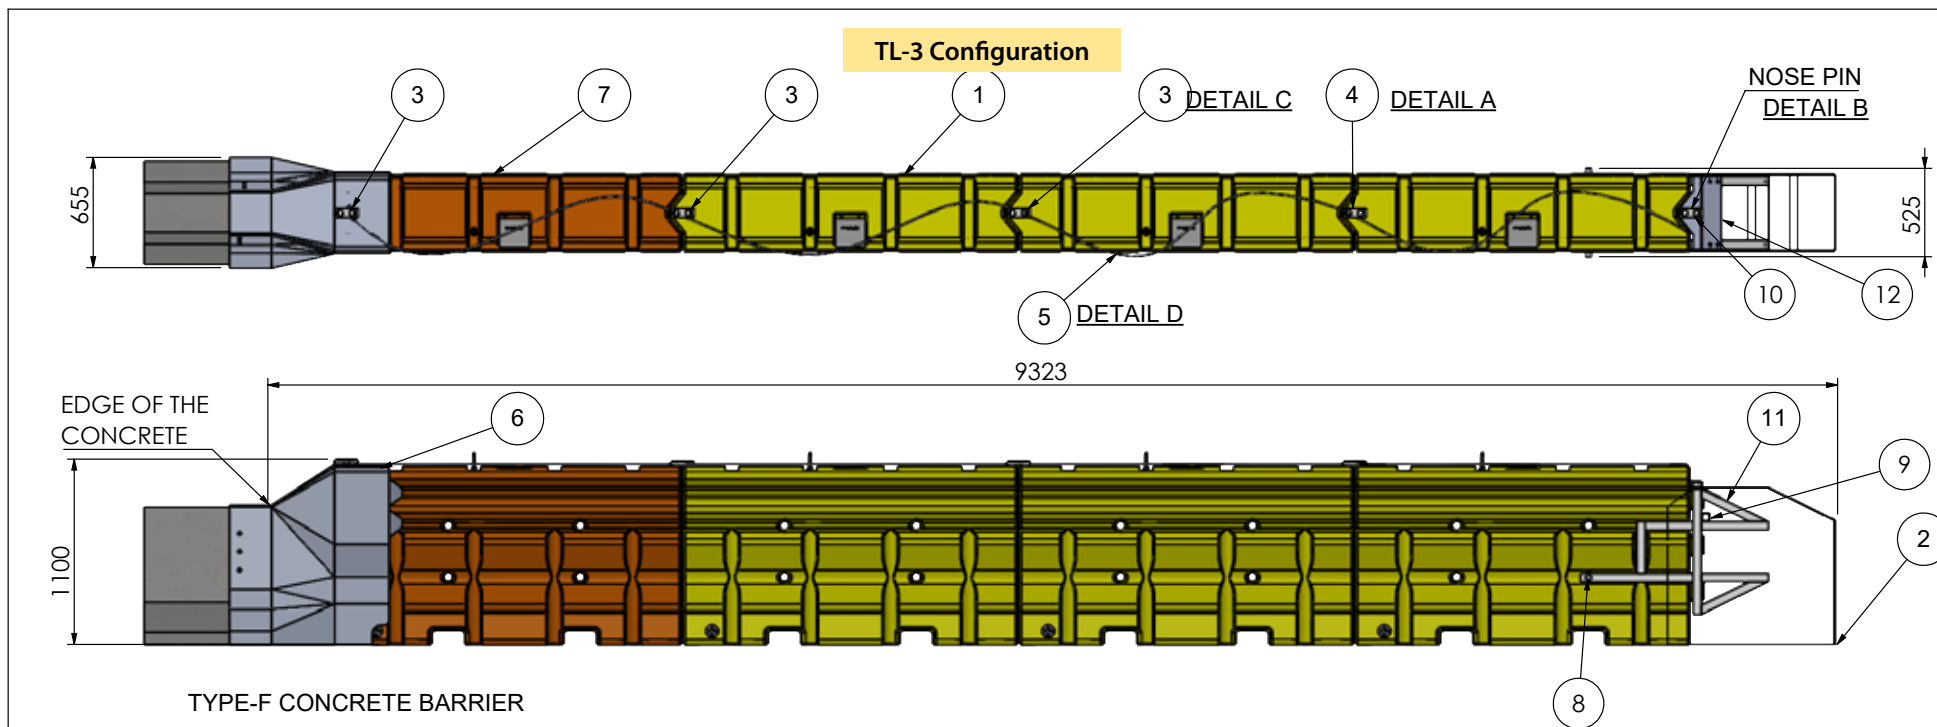 TL-3 Configuration
3
7
3
1
3
DETAIL C
4
DETAIL A
NOSE PIN
DETAIL B
655
525
5
DETAIL D
10
12
9323
EDGE OF THE
CONCRETE
6
11
9
2
1100
8
TYPE-F CONCRETE BARRIER